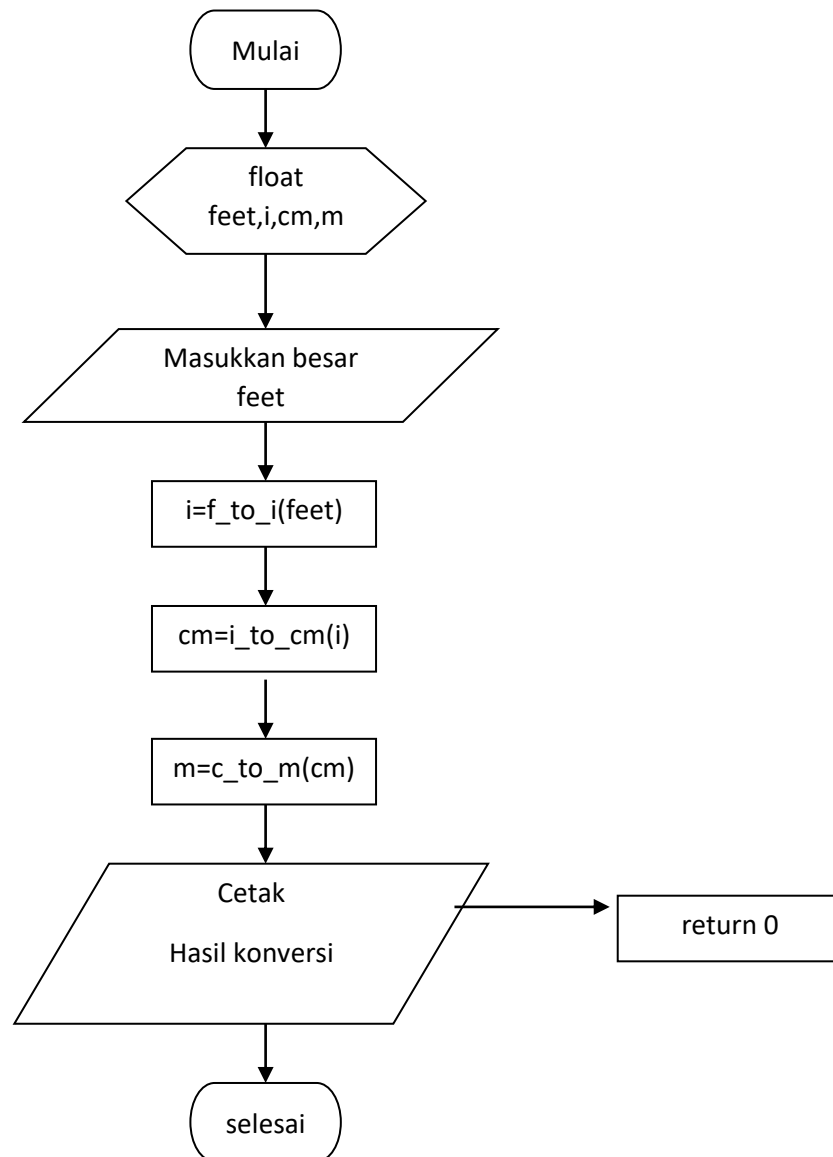 Mulai
float
feet,i,cm,m
Masukkan besar
feet
i=f_to_i(feet)
cm=i_to_cm(i)
m=c_to_m(cm)
Cetak
Hasil konversi
return 0
selesai